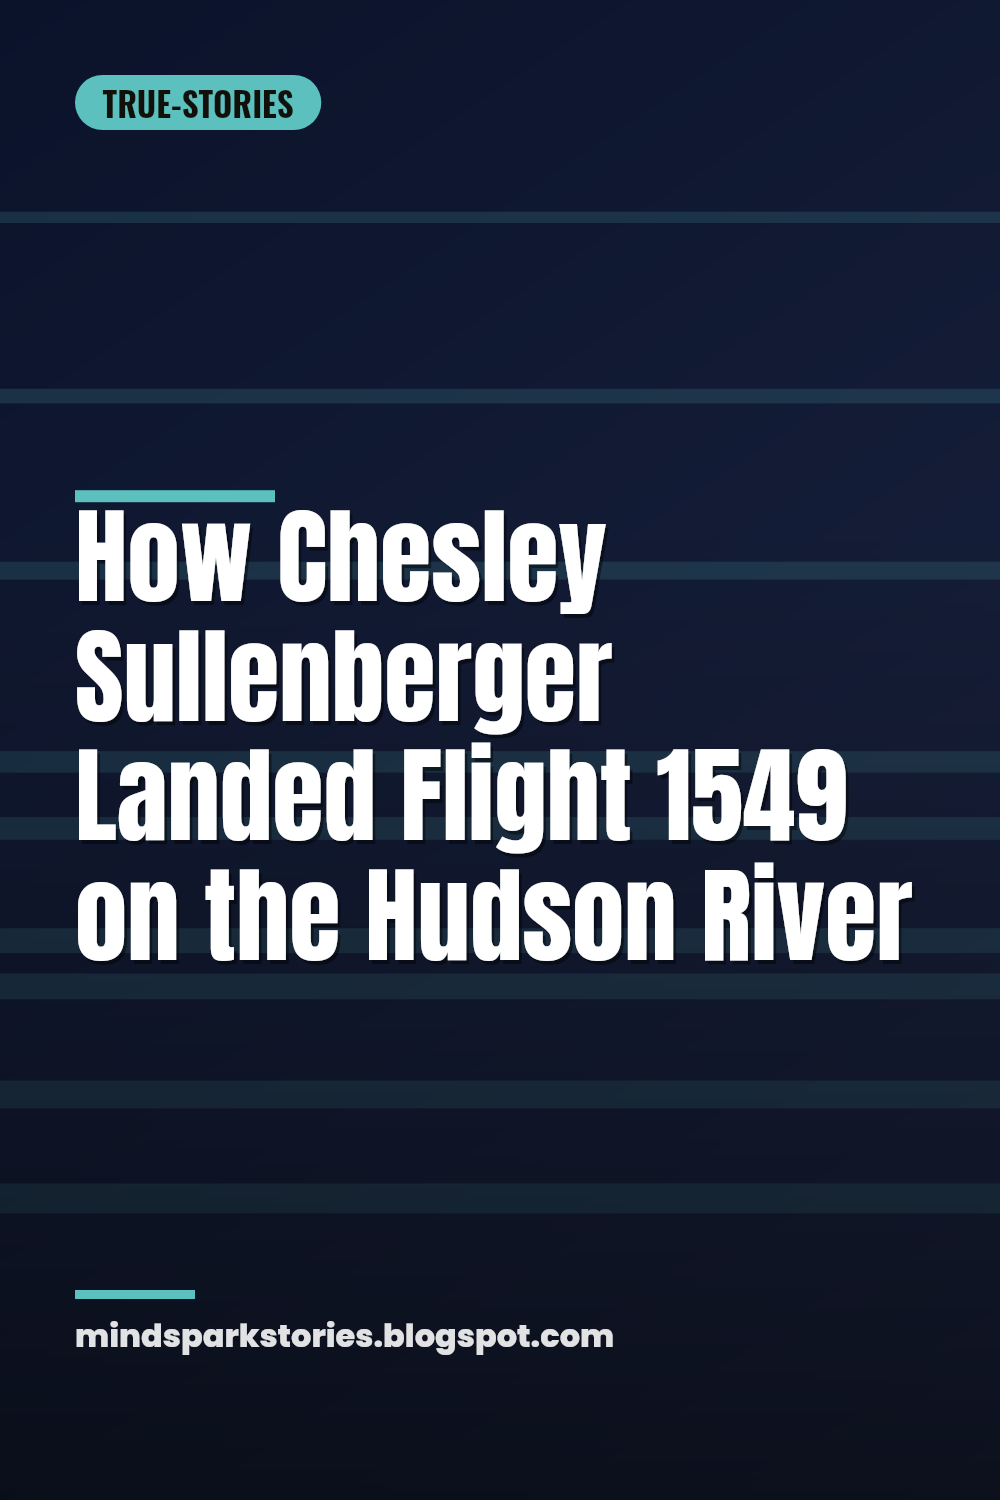 TRUE-STORIES
How Chesley
Sullenberger
Landed Flight 1549
on the Hudson River
mindsparkstories.blogspot.com